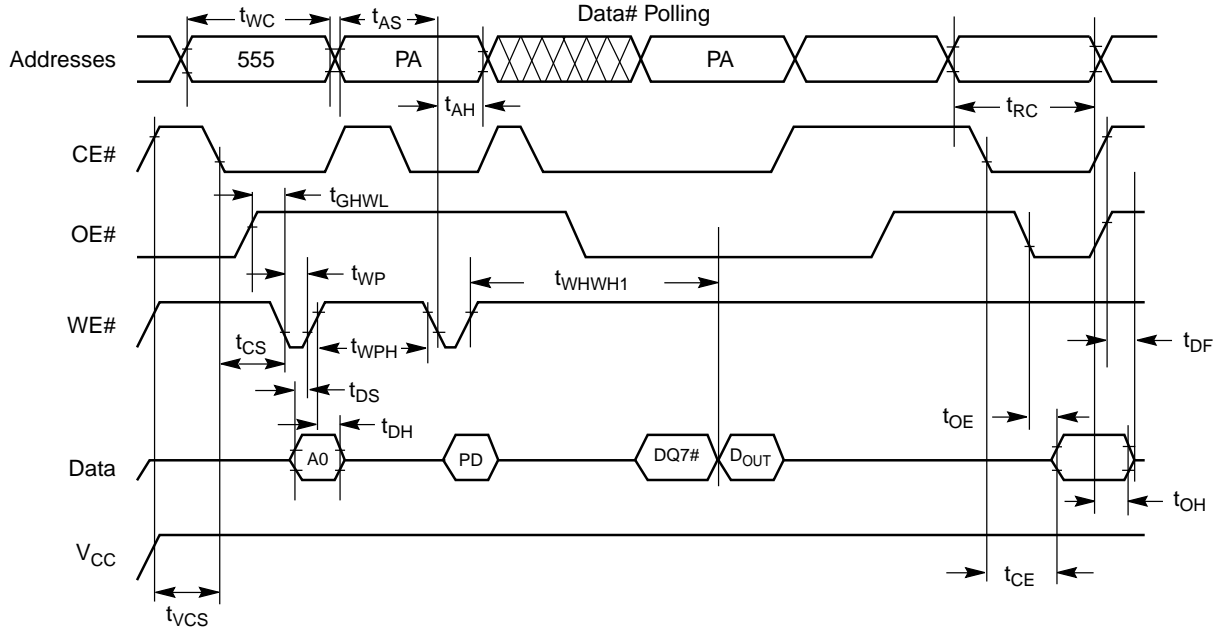 Data# Polling
tWC
tAS
Addresses
555
PA
PA
tAH
tRC
CE#
tGHWL
OE#
tWP
tWHWH1
WE#
tCS
tWPH
tDF
tDS
tOE
tDH
Data
A0
PD
DQ7#
DOUT
tOH
VCC
tCE
tVCS